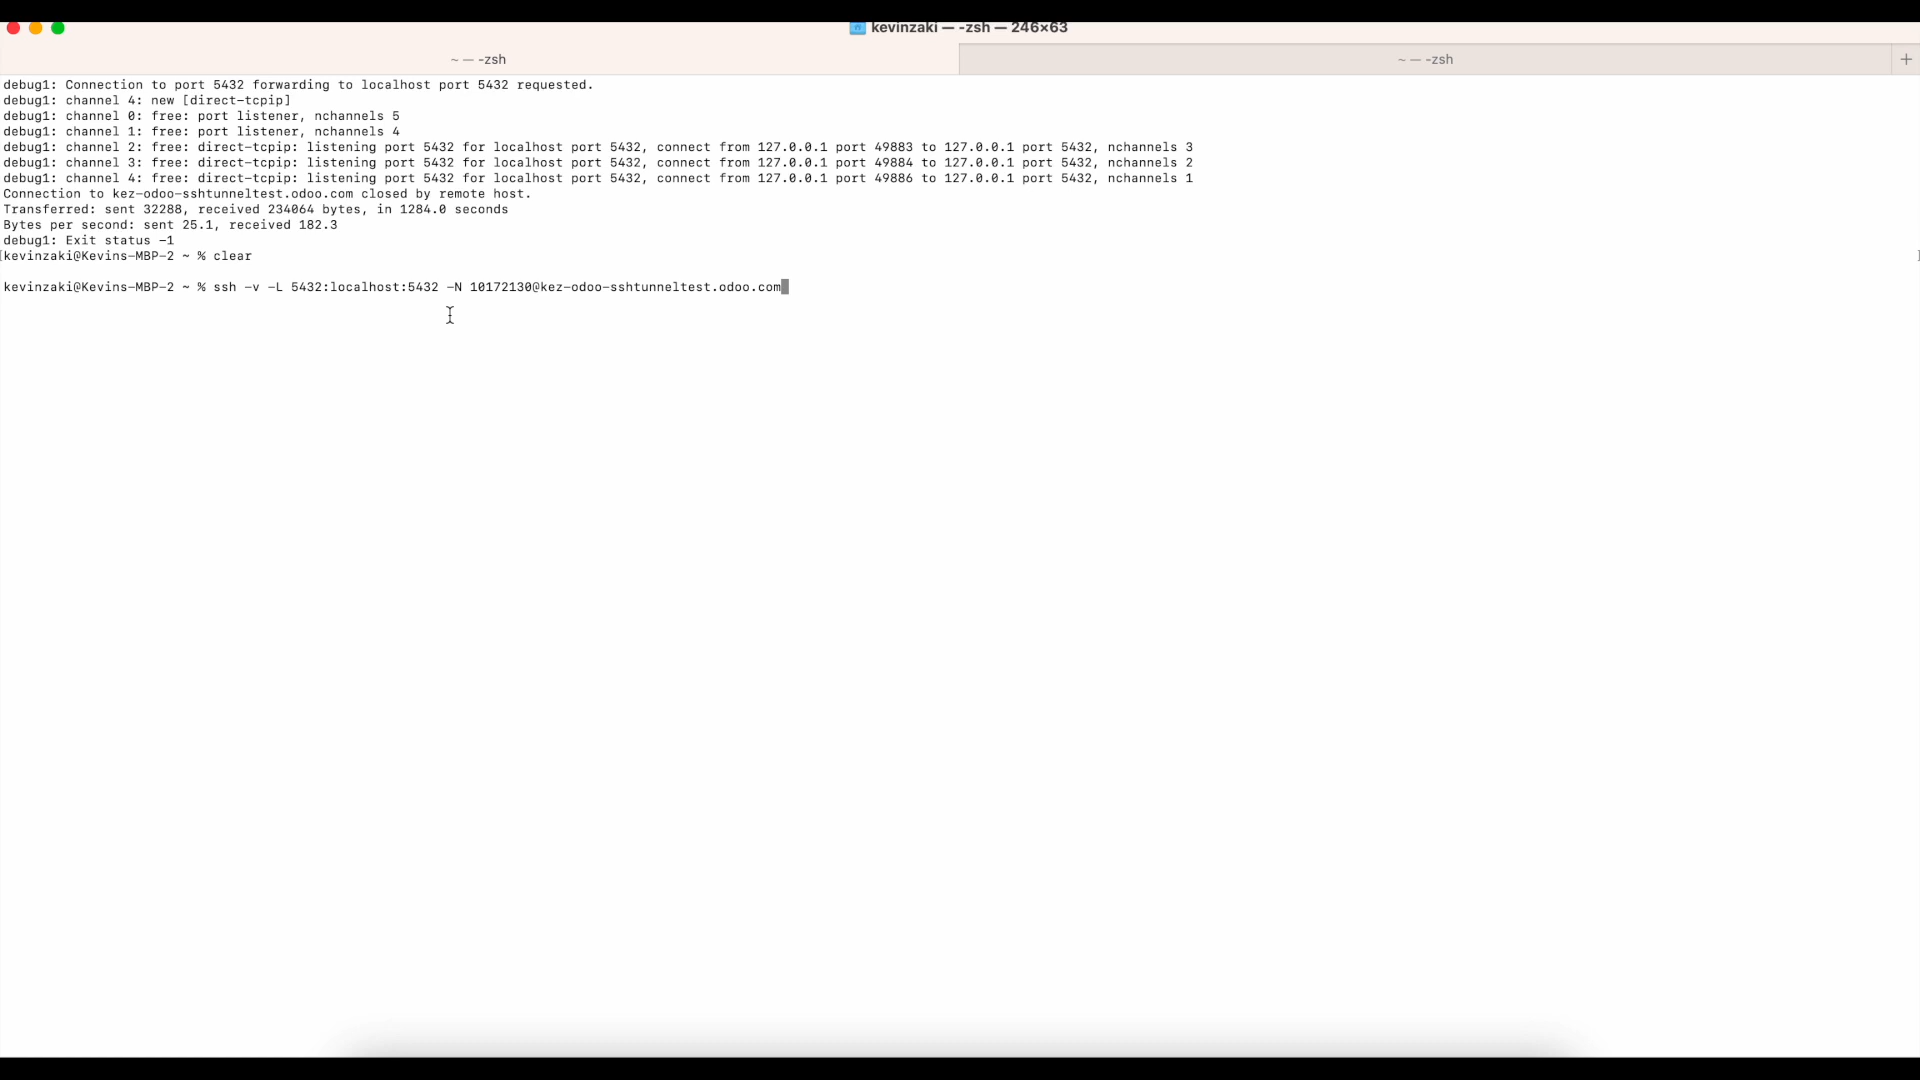 kevinzaki — -zsh — 246×63
~ — -zsh
~ — -zsh
+
debug1: Connection to port 5432 forwarding to localhost port 5432 requested.
debug1: channel 4: new [direct-tcpip]
debug1: channel 0: free: port listener, nchannels 5
debug1: channel 1: free: port listener, nchannels 4
debug1: channel 2: free: direct-tcpip: listening port 5432 for localhost port 5432, connect from 127.0.0.1 port 49883 to 127.0.0.1 port 5432, nchannels 3
debug1: channel 3: free: direct-tcpip: listening port 5432 for localhost port 5432, connect from 127.0.0.1 port 49884 to 127.0.0.1 port 5432, nchannels 2
debug1: channel 4: free: direct-tcpip: listening port 5432 for localhost port 5432, connect from 127.0.0.1 port 49886 to 127.0.0.1 port 5432, nchannels 1
Connection to kez-odoo-sshtunneltest.odoo.com closed by remote host.
Transferred: sent 32288, received 234064 bytes, in 1284.0 seconds
Bytes per second: sent 25.1, received 182.3
debug1: Exit status -1
[kevinzaki@Kevins-MBP-2 ~ % clear ]
kevinzaki@Kevins-MBP-2 ~ % ssh -v -L 5432:localhost:5432 -N 10172130@kez-odoo-sshtunneltest.odoo.com